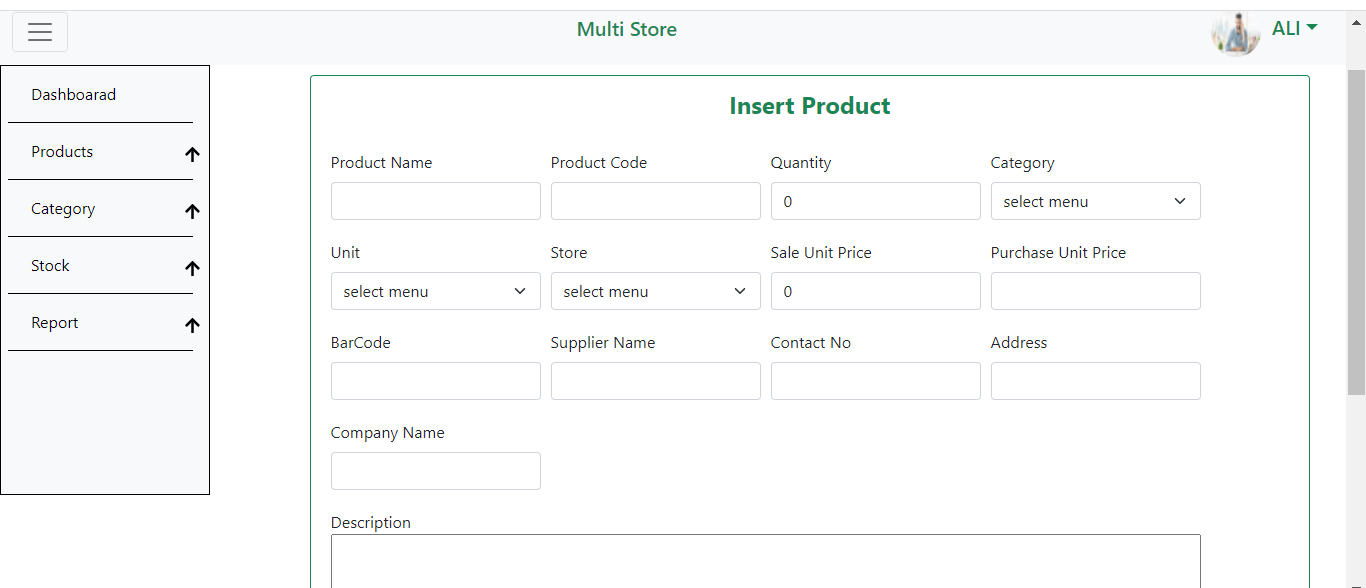 Multi Store
ALI
Dashboarad
Products
Category
Stock
Report
Insert Product
Product Name Product Code Quantity Category
0 select menu
Unit Store Sale Unit Price Purchase Unit Price
select menu select menu 0
BarCode Supplier Name Contact No Address
Company Name
Description